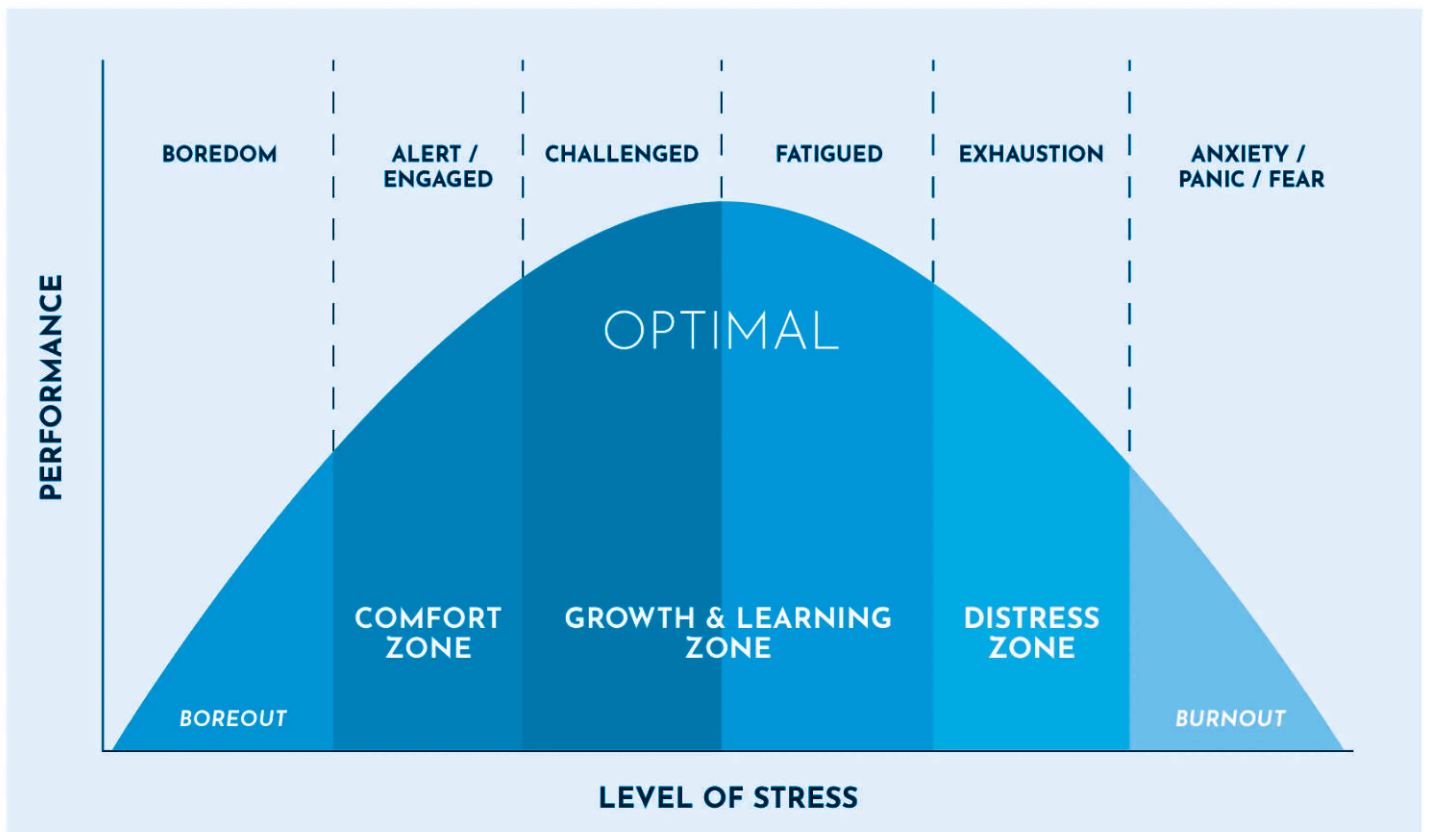 BOREDOM
ALERT /
ENGAGED
CHALLENGED
FATIGUED
EXHAUSTION
ANXIETY /
PANIC / FEAR
PERFORMANCE
OPTIMAL
COMFORT
ZONE
GROWTH & LEARNING
ZONE
DISTRESS
ZONE
BOREOUT
BURNOUT
LEVEL OF STRESS